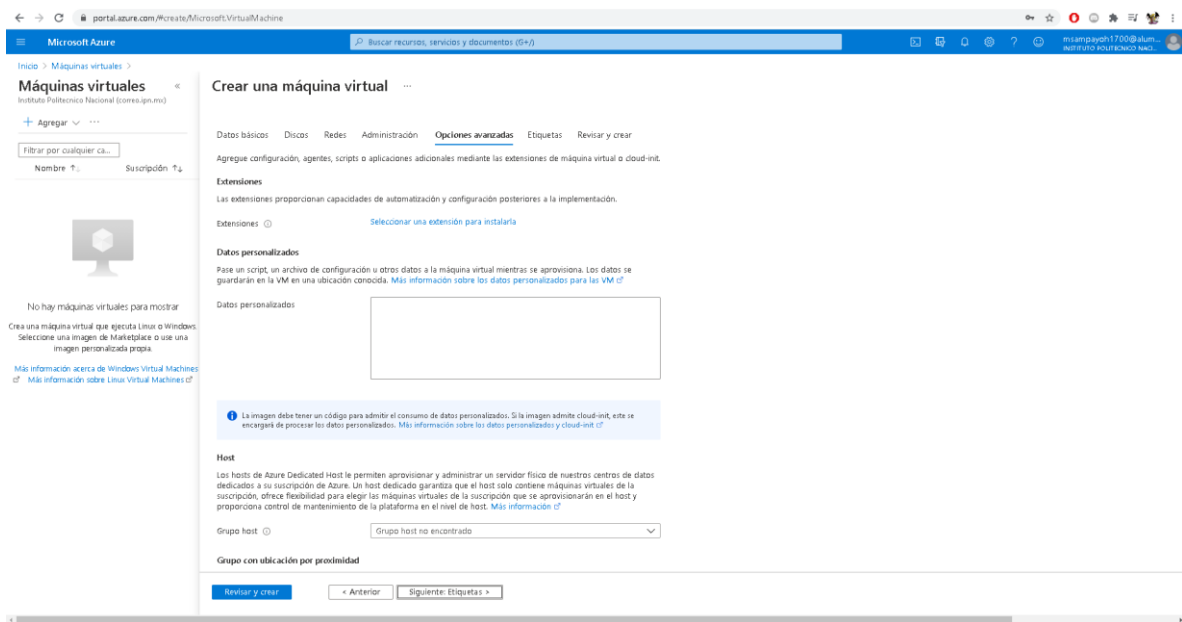 portal.azure.com/#create/Microsoft.VirtualMachine
Microsoft Azure
Buscar recursos, servicios y documentos (G+/)
msampayoh1700@alum...
INSTITUTO POLITECNICO NACI...
Inicio > Máquinas virtuales >
Máquinas virtuales «
Instituto Politecnico Nacional (correo.ipn.mx)
+ Agregar ···
Filtrar por cualquier ca...
Nombre ↑↓ Suscripción ↑↓
No hay máquinas virtuales para mostrar
Crea una máquina virtual que ejecuta Linux o Windows.
Seleccione una imagen de Marketplace o use una
imagen personalizada propia.
Más información acerca de Windows Virtual Machines
Más información sobre Linux Virtual Machines
Crear una máquina virtual ···
Datos básicos Discos Redes Administración Opciones avanzadas Etiquetas Revisar y crear
Agregue configuración, agentes, scripts o aplicaciones adicionales mediante las extensiones de máquina virtual o cloud-init.
Extensiones
Las extensiones proporcionan capacidades de automatización y configuración posteriores a la implementación.
Extensiones Seleccionar una extensión para instalarla
Datos personalizados
Pase un script, un archivo de configuración u otros datos a la máquina virtual mientras se aprovisiona. Los datos se
guardarán en la VM en una ubicación conocida. Más información sobre los datos personalizados para las VM
Datos personalizados
La imagen debe tener un código para admitir el consumo de datos personalizados. Si la imagen admite cloud-init, este se
encargará de procesar los datos personalizados. Más información sobre los datos personalizados y cloud-init
Host
Los hosts de Azure Dedicated Host le permiten aprovisionar y administrar un servidor físico de nuestros centros de datos
dedicados a su suscripción de Azure. Un host dedicado garantiza que el host solo contiene máquinas virtuales de la
suscripción, ofrece flexibilidad para elegir las máquinas virtuales de la suscripción que se aprovisionarán en el host y
proporciona control de mantenimiento de la plataforma en el nivel de host. Más información
Grupo host Grupo host no encontrado
Grupo con ubicación por proximidad
Revisar y crear < Anterior Siguiente: Etiquetas >